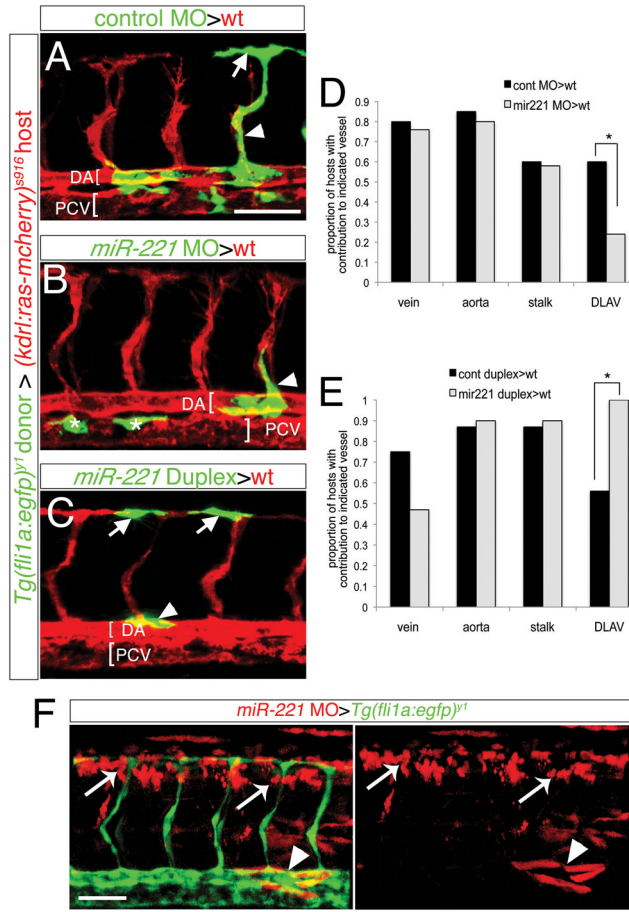 control MO>wt
Tg(fli1a:egfp)y1 donor > (kdrl:ras-mcherry)s916 host
A
DA
PCV
miR-221 MO>wt
B
DA
PCV
* *
miR-221 Duplex>wt
C
DA
PCV
D
cont MO>wt
mir221 MO>wt
proportion of hosts with
contribution to indicated vessel
0.9
0.8
0.7
0.6
0.5
0.4
0.3
0.2
0.1
0
*
vein aorta stalk DLAV
E
cont duplex>wt
mir221 duplex>wt
proportion of hosts with
contribution to indicated vessel
1
0.9
0.8
0.7
0.6
0.5
0.4
0.3
0.2
0.1
0
*
vein aorta stalk DLAV
F
miR-221 MO>Tg(fli1a:egfp)y1